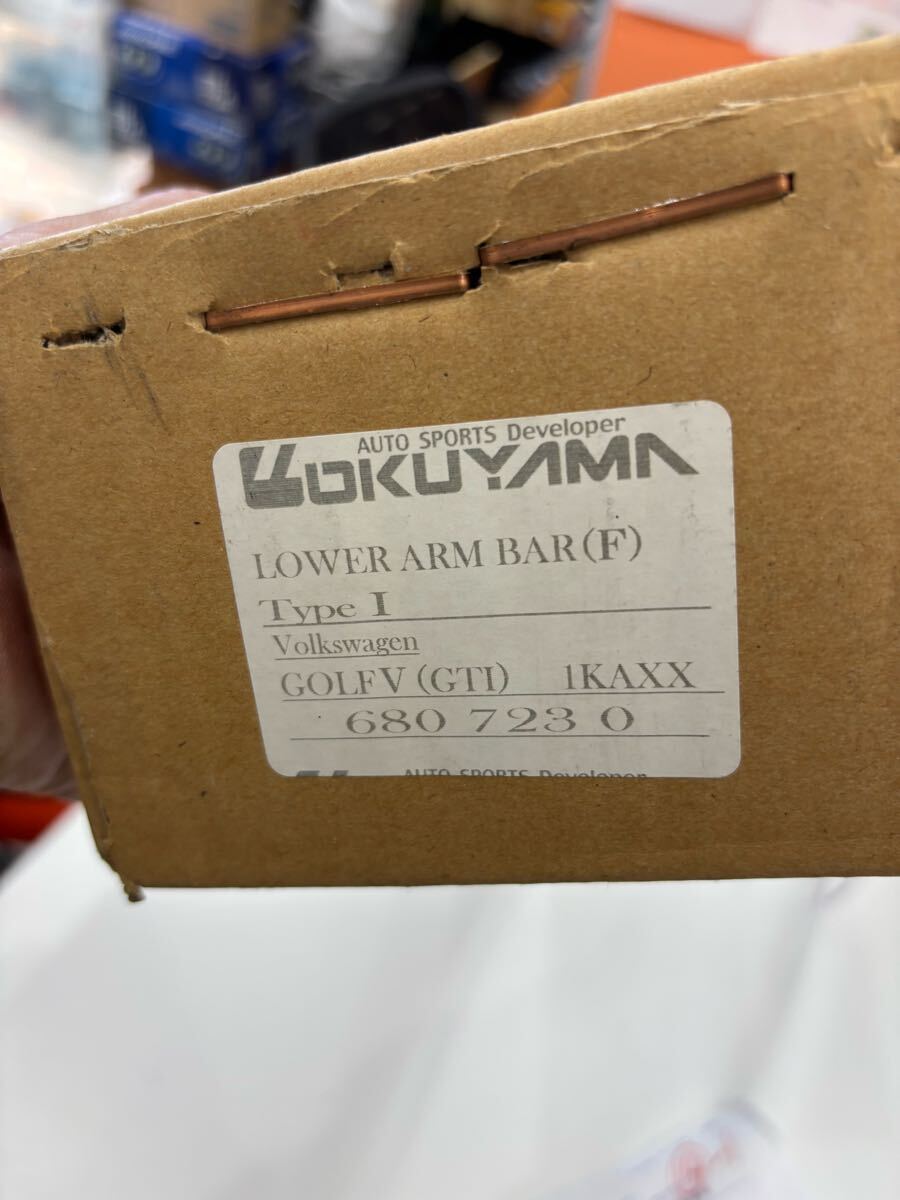 AUTO SPORTS Developer
OKUYAMA
LOWER ARM BAR(F)
Type I
Volkswagen
GOLFV (GTI) 1KAXX
680 723 0
AUTO SPORTS Developer